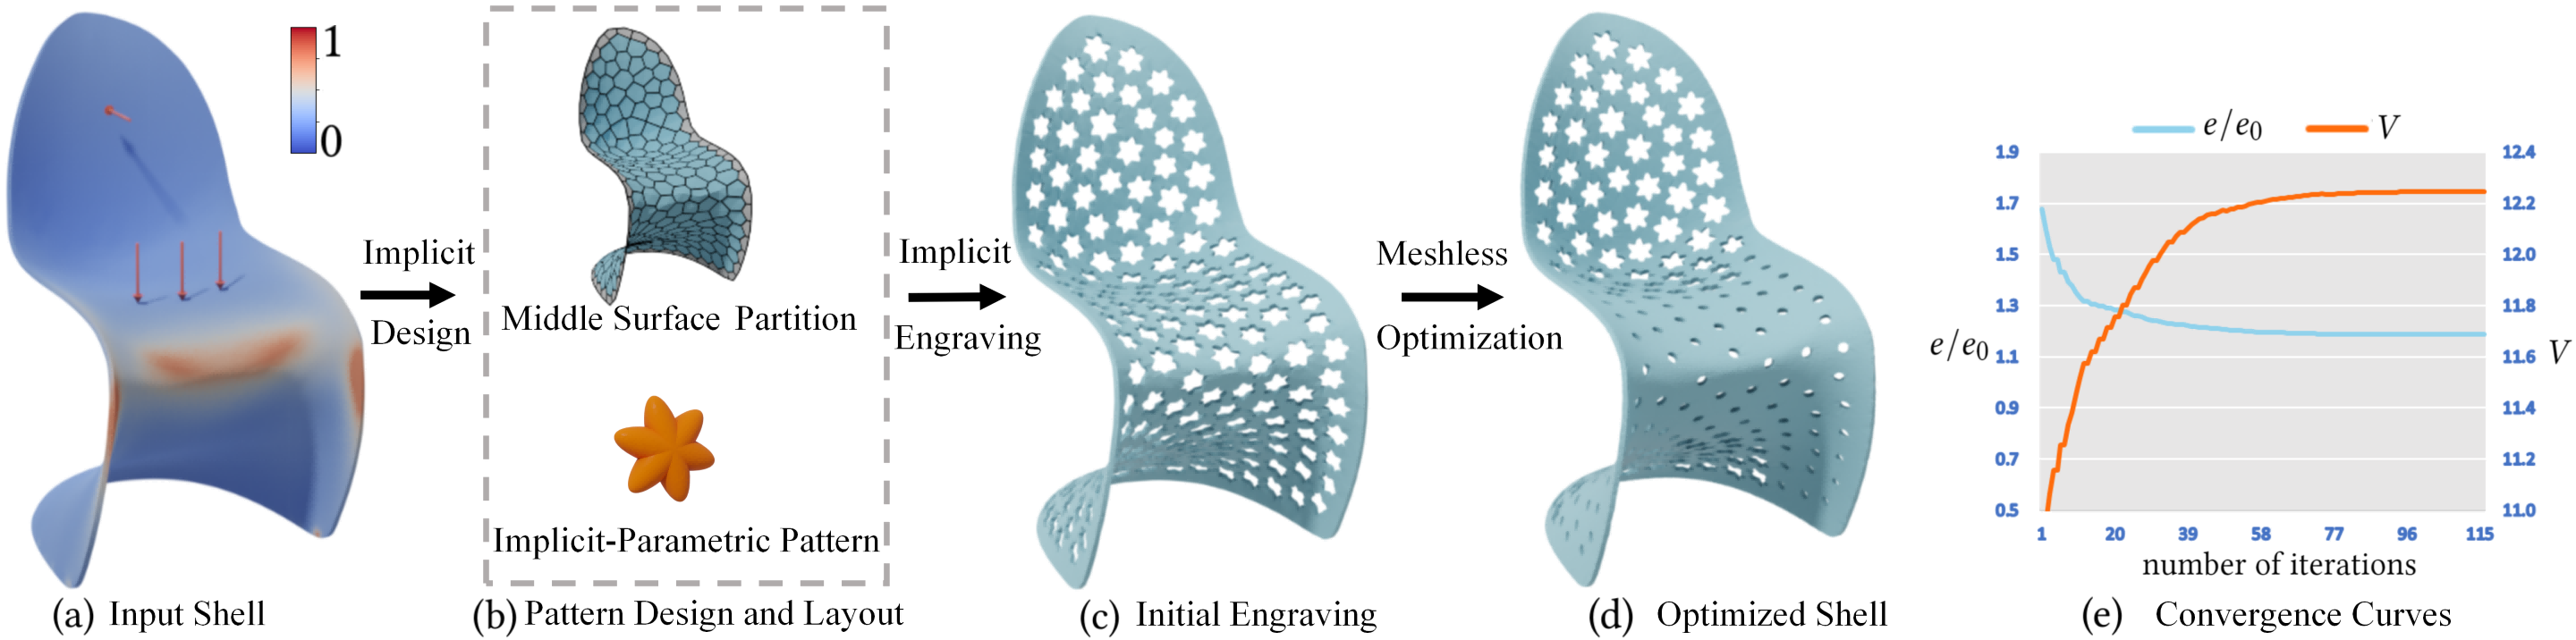 1
0
Implicit
Design
Middle Surface Partition
Implicit-Parametric Pattern
Implicit
Engraving
Meshless
Optimization
e/e0 V
1.9 12.4
1.7 12.2
1.5 12.0
1.3 11.8
e/e0 1.1 11.6 V
0.9 11.4
0.7 11.2
0.5 11.0
1 20 39 58 77 96 115
number of iterations
(a) Input Shell
(b) Pattern Design and Layout
(c) Initial Engraving
(d) Optimized Shell
(e) Convergence Curves